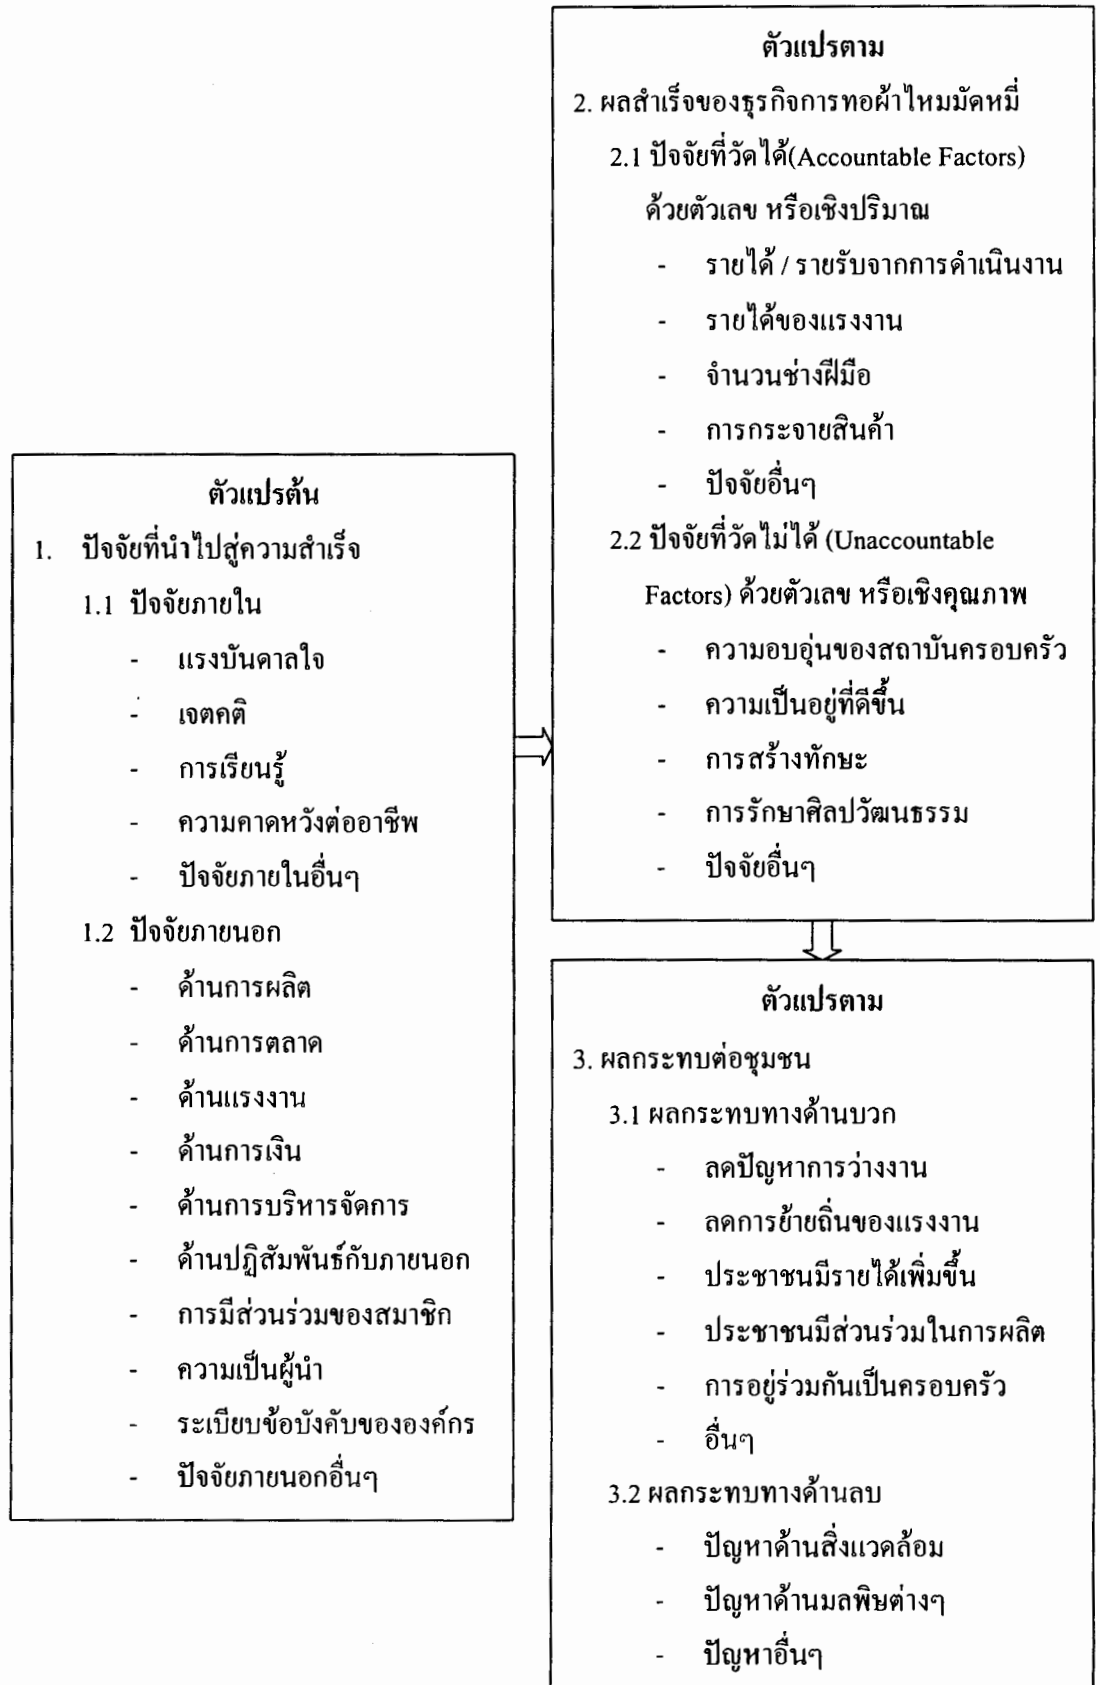 ตัวแปรต้น
1. ปัจจัยที่นำไปสู่ความสำเร็จ
1.1 ปัจจัยภายใน
- แรงบันดาลใจ
- เจตคติ
- การเรียนรู้
- ความคาดหวังต่ออาชีพ
- ปัจจัยภายในอื่นๆ
1.2 ปัจจัยภายนอก
- ด้านการผลิต
- ด้านการตลาด
- ด้านแรงงาน
- ด้านการเงิน
- ด้านการบริหารจัดการ
- ด้านปฏิสัมพันธ์กับภายนอก
- การมีส่วนร่วมของสมาชิก
- ความเป็นผู้นำ
- ระเบียบข้อบังคับขององค์กร
- ปัจจัยภายนอกอื่นๆ
ตัวแปรตาม
2. ผลสำเร็จของธุรกิจการทอผ้าไหมมัดหมี่
2.1 ปัจจัยที่วัดได้(Accountable Factors)
ด้วยตัวเลข หรือเชิงปริมาณ
- รายได้ / รายรับจากการดำเนินงาน
- รายได้ของแรงงาน
- จำนวนช่างฝีมือ
- การกระจายสินค้า
- ปัจจัยอื่นๆ
2.2 ปัจจัยที่วัดไม่ได้ (Unaccountable
Factors) ด้วยตัวเลข หรือเชิงคุณภาพ
- ความอบอุ่นของสถาบันครอบครัว
- ความเป็นอยู่ที่ดีขึ้น
- การสร้างทักษะ
- การรักษาศิลปวัฒนธรรม
- ปัจจัยอื่นๆ
ตัวแปรตาม
3. ผลกระทบต่อชุมชน
3.1 ผลกระทบทางด้านบวก
- ลดปัญหาการว่างงาน
- ลดการย้ายถิ่นของแรงงาน
- ประชาชนมีรายได้เพิ่มขึ้น
- ประชาชนมีส่วนร่วมในการผลิต
- การอยู่ร่วมกันเป็นครอบครัว
- อื่นๆ
3.2 ผลกระทบทางด้านลบ
- ปัญหาด้านสิ่งแวดล้อม
- ปัญหาด้านมลพิษต่างๆ
- ปัญหาอื่นๆ